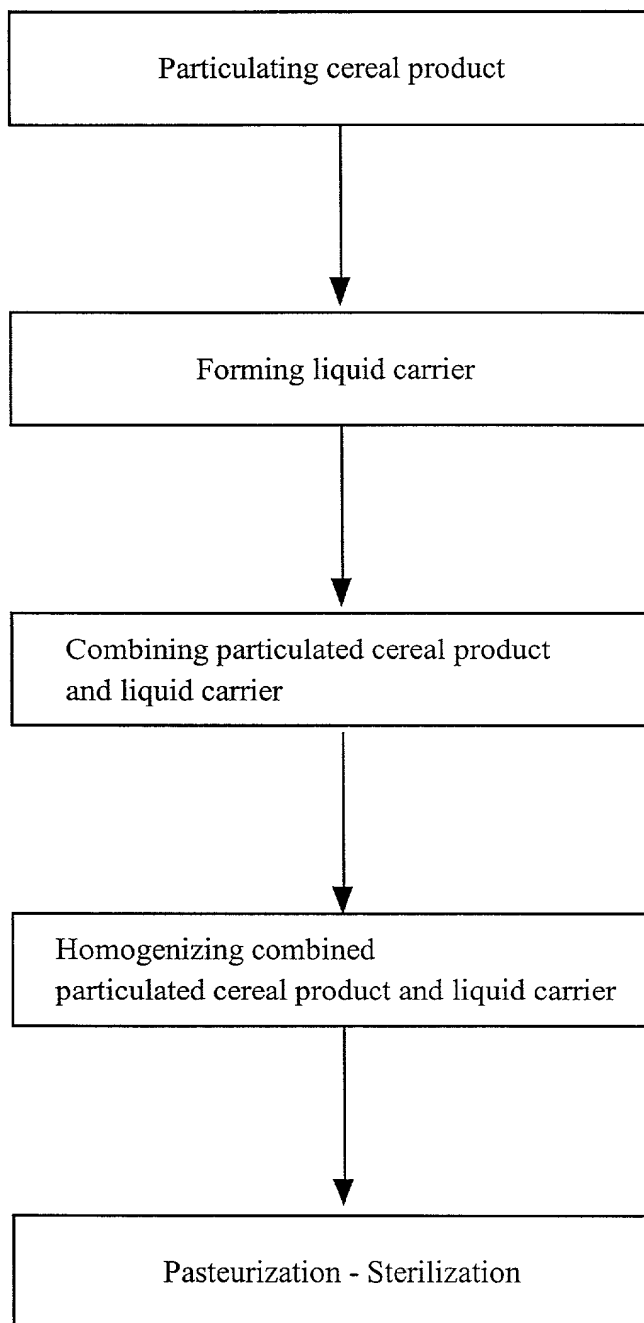 Particulating cereal product
Forming liquid carrier
Combining particulated cereal product
and liquid carrier
Homogenizing combined
particulated cereal product and liquid carrier
Pasteurization - Sterilization